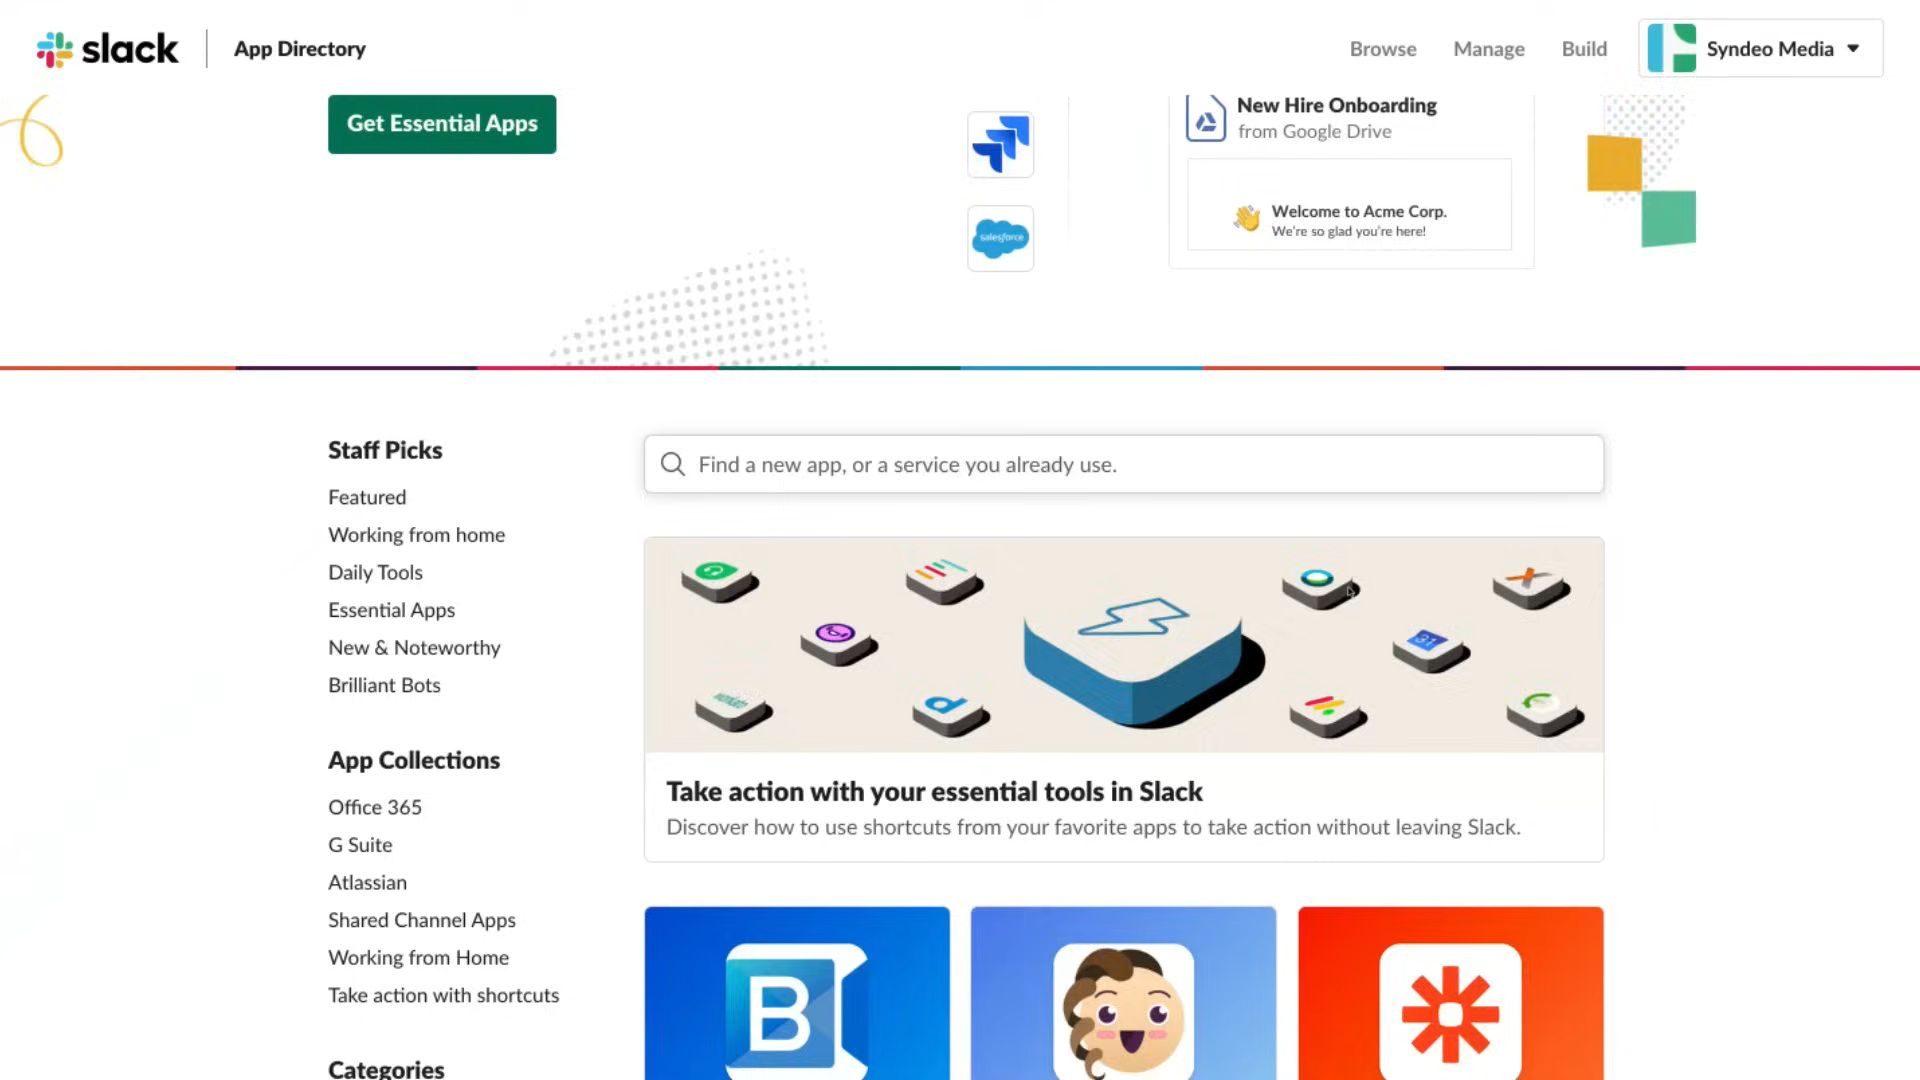 slack
App Directory
Browse
Manage
Build
Syndeo Media
Get Essential Apps
New Hire Onboarding
from Google Drive
salesforce
Welcome to Acme Corp.
We're so glad you're here!
Staff Picks
Featured
Working from home
Daily Tools
Essential Apps
New & Noteworthy
Brilliant Bots
App Collections
Office 365
G Suite
Atlassian
Shared Channel Apps
Working from Home
Take action with shortcuts
Categories
Find a new app, or a service you already use.
31
workato
Take action with your essential tools in Slack
Discover how to use shortcuts from your favorite apps to take action without leaving Slack.
B